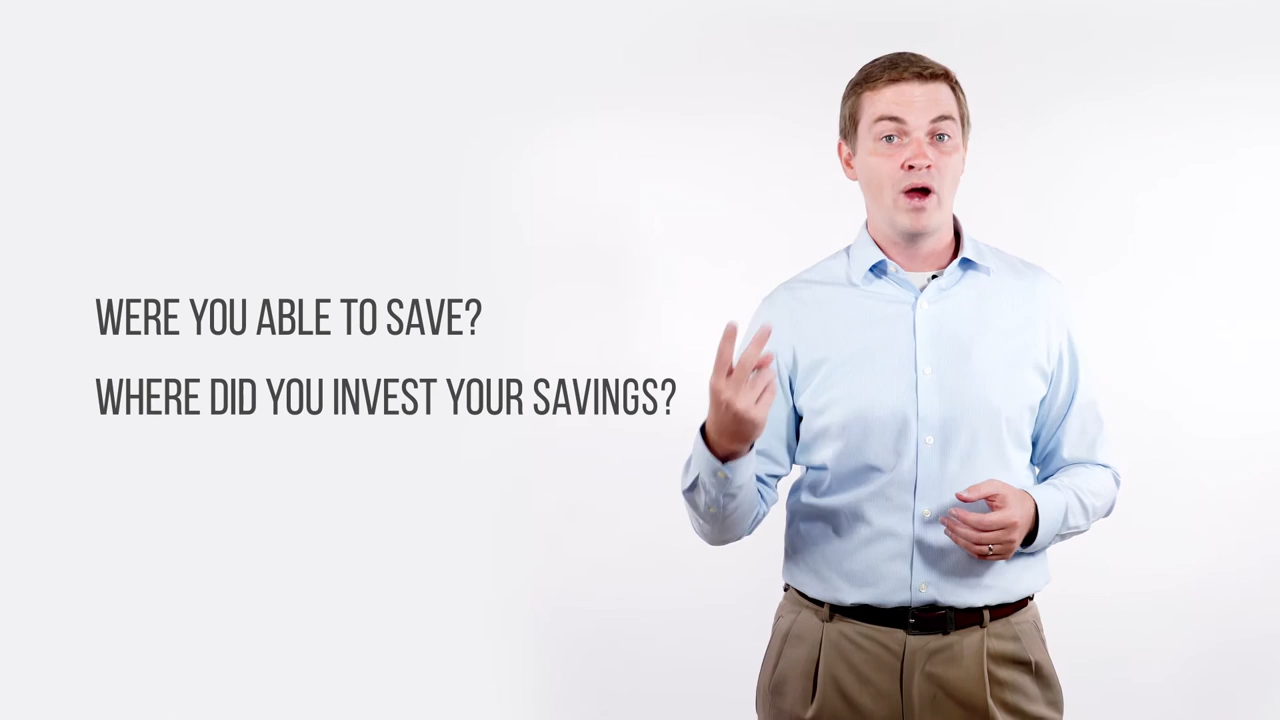 WERE YOU ABLE TO SAVE?
WHERE DID YOU INVEST YOUR SAVINGS?